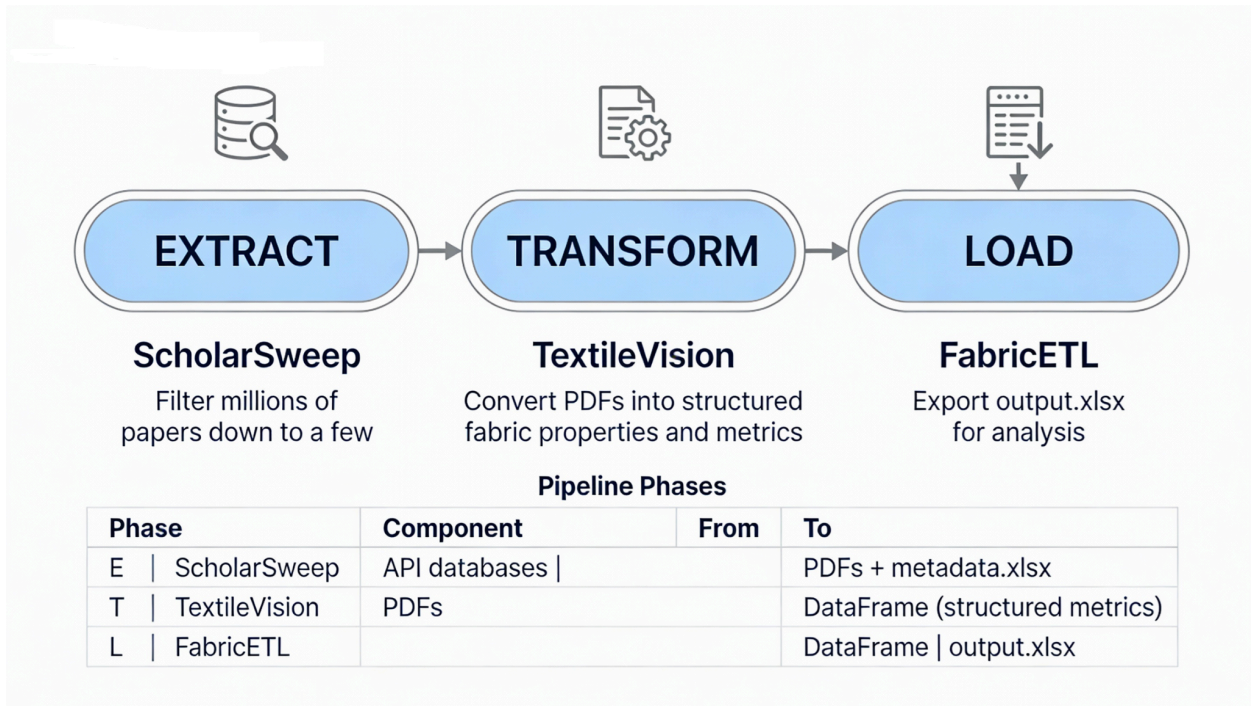 EXTRACT
TRANSFORM
LOAD
ScholarSweep
Filter millions of
papers down to a few
TextileVision
Convert PDFs into structured
fabric properties and metrics
FabricETL
Export output.xlsx
for analysis
Pipeline Phases
Phase Component From To
E | ScholarSweep API databases | PDFs + metadata.xlsx
T | TextileVision PDFs DataFrame (structured metrics)
L | FabricETL DataFrame | output.xlsx